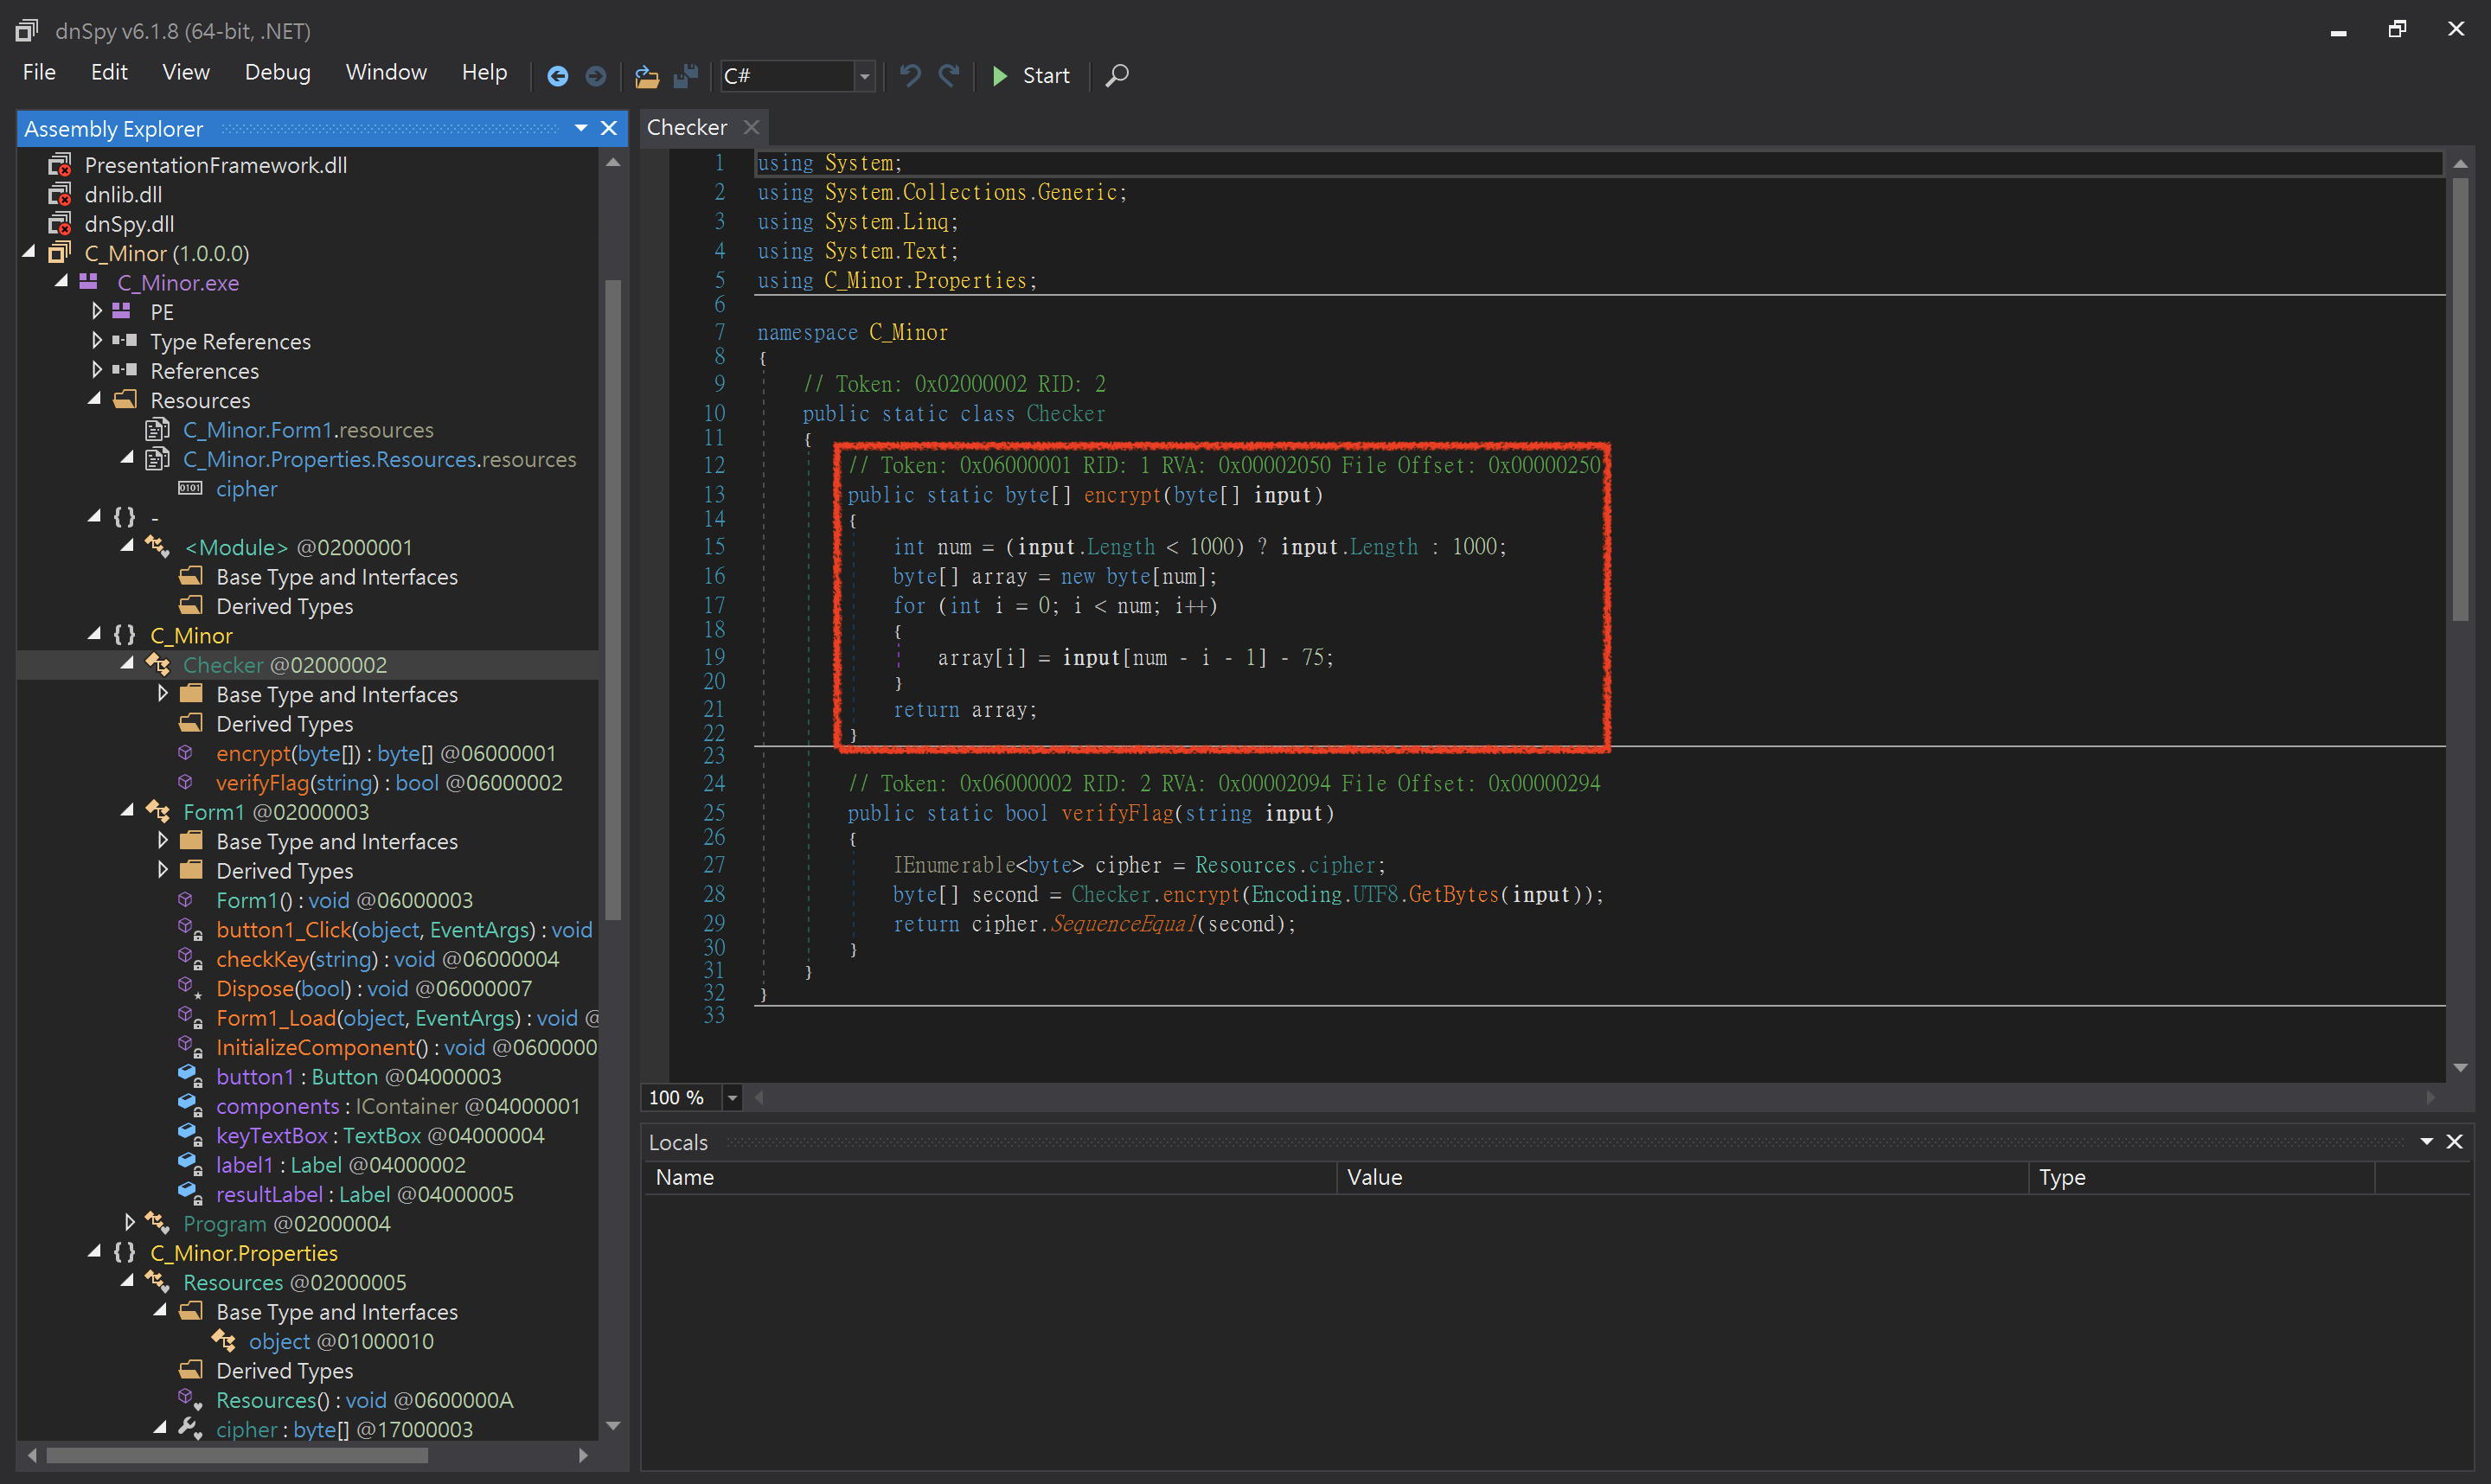 dnSpy v6.1.8 (64-bit, .NET)
File Edit View Debug Window Help C# Start
Assembly Explorer
PresentationFramework.dll
dnlib.dll
dnSpy.dll
C_Minor (1.0.0.0)
C_Minor.exe
PE
Type References
References
Resources
C_Minor.Form1.resources
C_Minor.Properties.Resources.resources
cipher
{} -
<Module> @02000001
Base Type and Interfaces
Derived Types
{} C_Minor
Checker @02000002
Base Type and Interfaces
Derived Types
encrypt(byte[]) : byte[] @06000001
verifyFlag(string) : bool @06000002
Form1 @02000003
Base Type and Interfaces
Derived Types
Form1() : void @06000003
button1_Click(object, EventArgs) : void
checkKey(string) : void @06000004
Dispose(bool) : void @06000007
Form1_Load(object, EventArgs) : void @
InitializeComponent() : void @0600000
button1 : Button @04000003
components : IContainer @04000001
keyTextBox : TextBox @04000004
label1 : Label @04000002
resultLabel : Label @04000005
Program @02000004
{} C_Minor.Properties
Resources @02000005
Base Type and Interfaces
object @01000010
Derived Types
Resources() : void @0600000A
cipher : byte[] @17000003
Checker
1 using System;
2 using System.Collections.Generic;
3 using System.Linq;
4 using System.Text;
5 using C_Minor.Properties;
6
7 namespace C_Minor
8 {
9 // Token: 0x02000002 RID: 2
10 public static class Checker
11 {
12 // Token: 0x06000001 RID: 1 RVA: 0x00002050 File Offset: 0x00000250
13 public static byte[] encrypt(byte[] input)
14 {
15 int num = (input.Length < 1000) ? input.Length : 1000;
16 byte[] array = new byte[num];
17 for (int i = 0; i < num; i++)
18 {
19 array[i] = input[num - i - 1] - 75;
20 }
21 return array;
22 }
23
24 // Token: 0x06000002 RID: 2 RVA: 0x00002094 File Offset: 0x00000294
25 public static bool verifyFlag(string input)
26 {
27 IEnumerable<byte> cipher = Resources.cipher;
28 byte[] second = Checker.encrypt(Encoding.UTF8.GetBytes(input));
29 return cipher.SequenceEqual(second);
30 }
31 }
32 }
33
100 %
Locals
Name Value Type